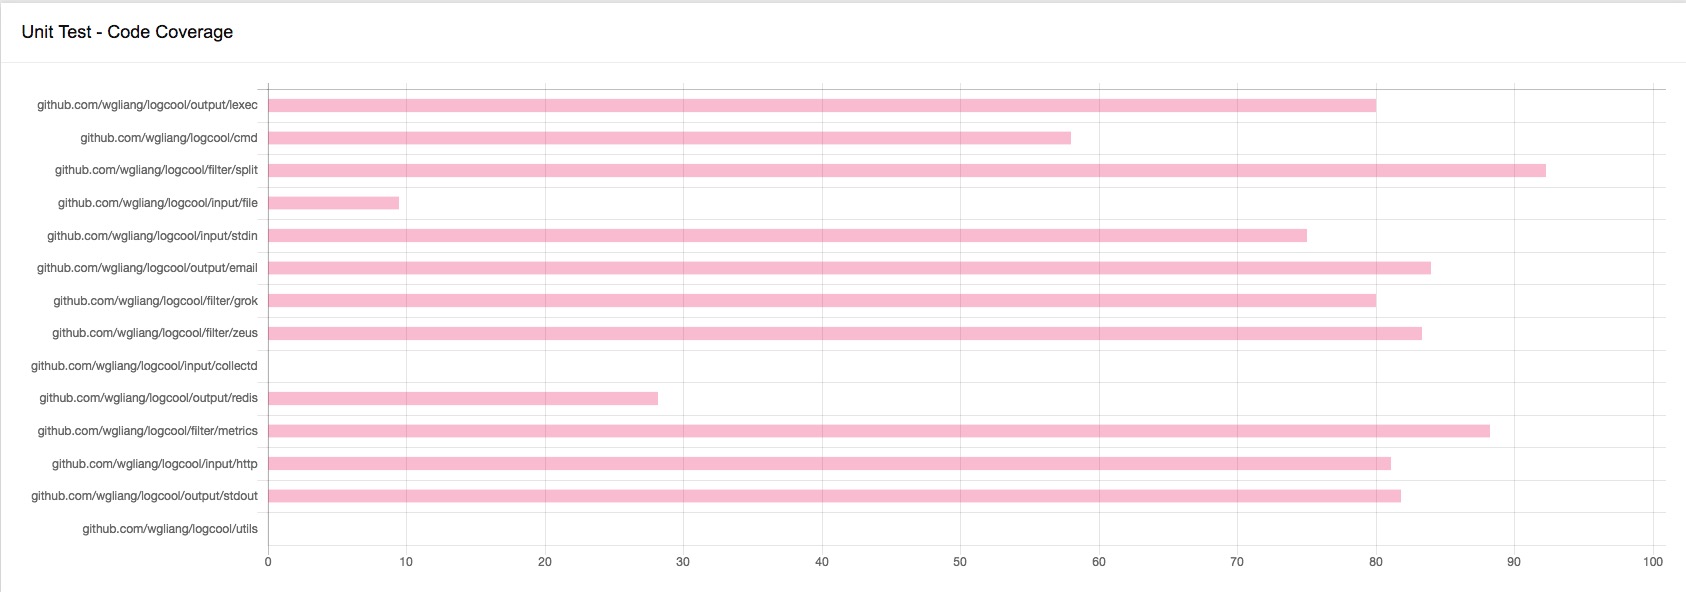 Unit Test - Code Coverage
github.com/wgliang/logcool/output/lexec
github.com/wgliang/logcool/cmd
github.com/wgliang/logcool/filter/split
github.com/wgliang/logcool/input/file
github.com/wgliang/logcool/input/stdin
github.com/wgliang/logcool/output/email
github.com/wgliang/logcool/filter/grok
github.com/wgliang/logcool/filter/zeus
github.com/wgliang/logcool/input/collectd
github.com/wgliang/logcool/output/redis
github.com/wgliang/logcool/filter/metrics
github.com/wgliang/logcool/input/http
github.com/wgliang/logcool/output/stdout
github.com/wgliang/logcool/utils
0 10 20 30 40 50 60 70 80 90 100